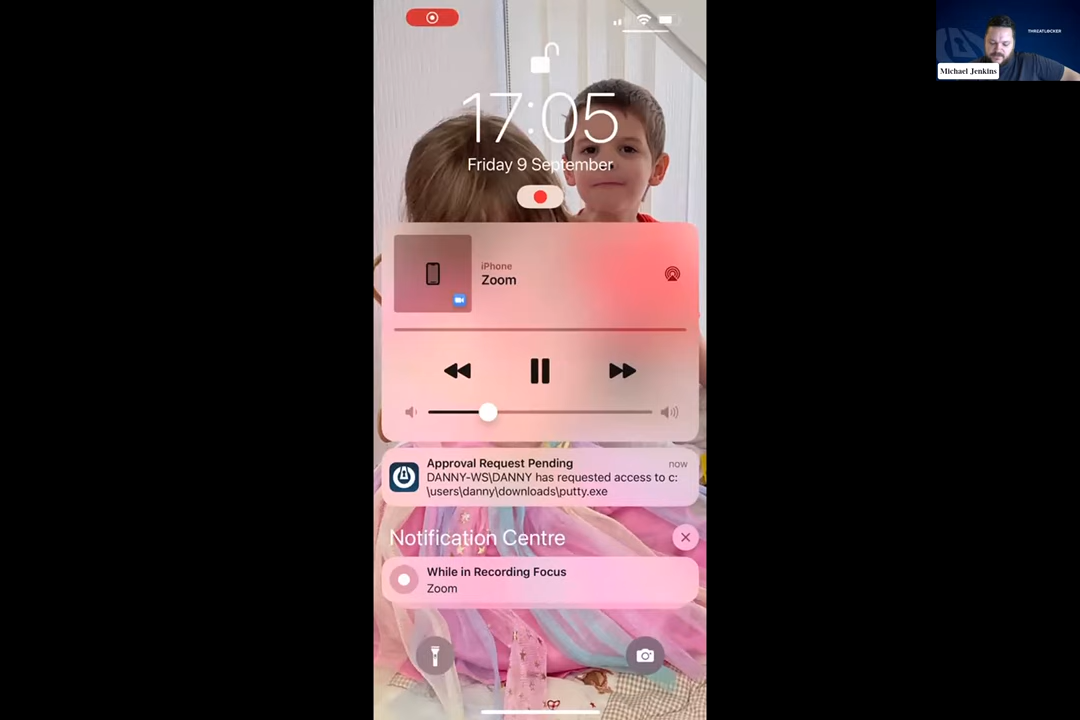 THREATLOCKER
Michael Jenkins
17:05
Friday 9 September
iPhone
Zoom
Approval Request Pending
now
DANNY-WS\DANNY has requested access to c:
\users\danny\downloads\putty.exe
Notification Centre
While in Recording Focus
Zoom